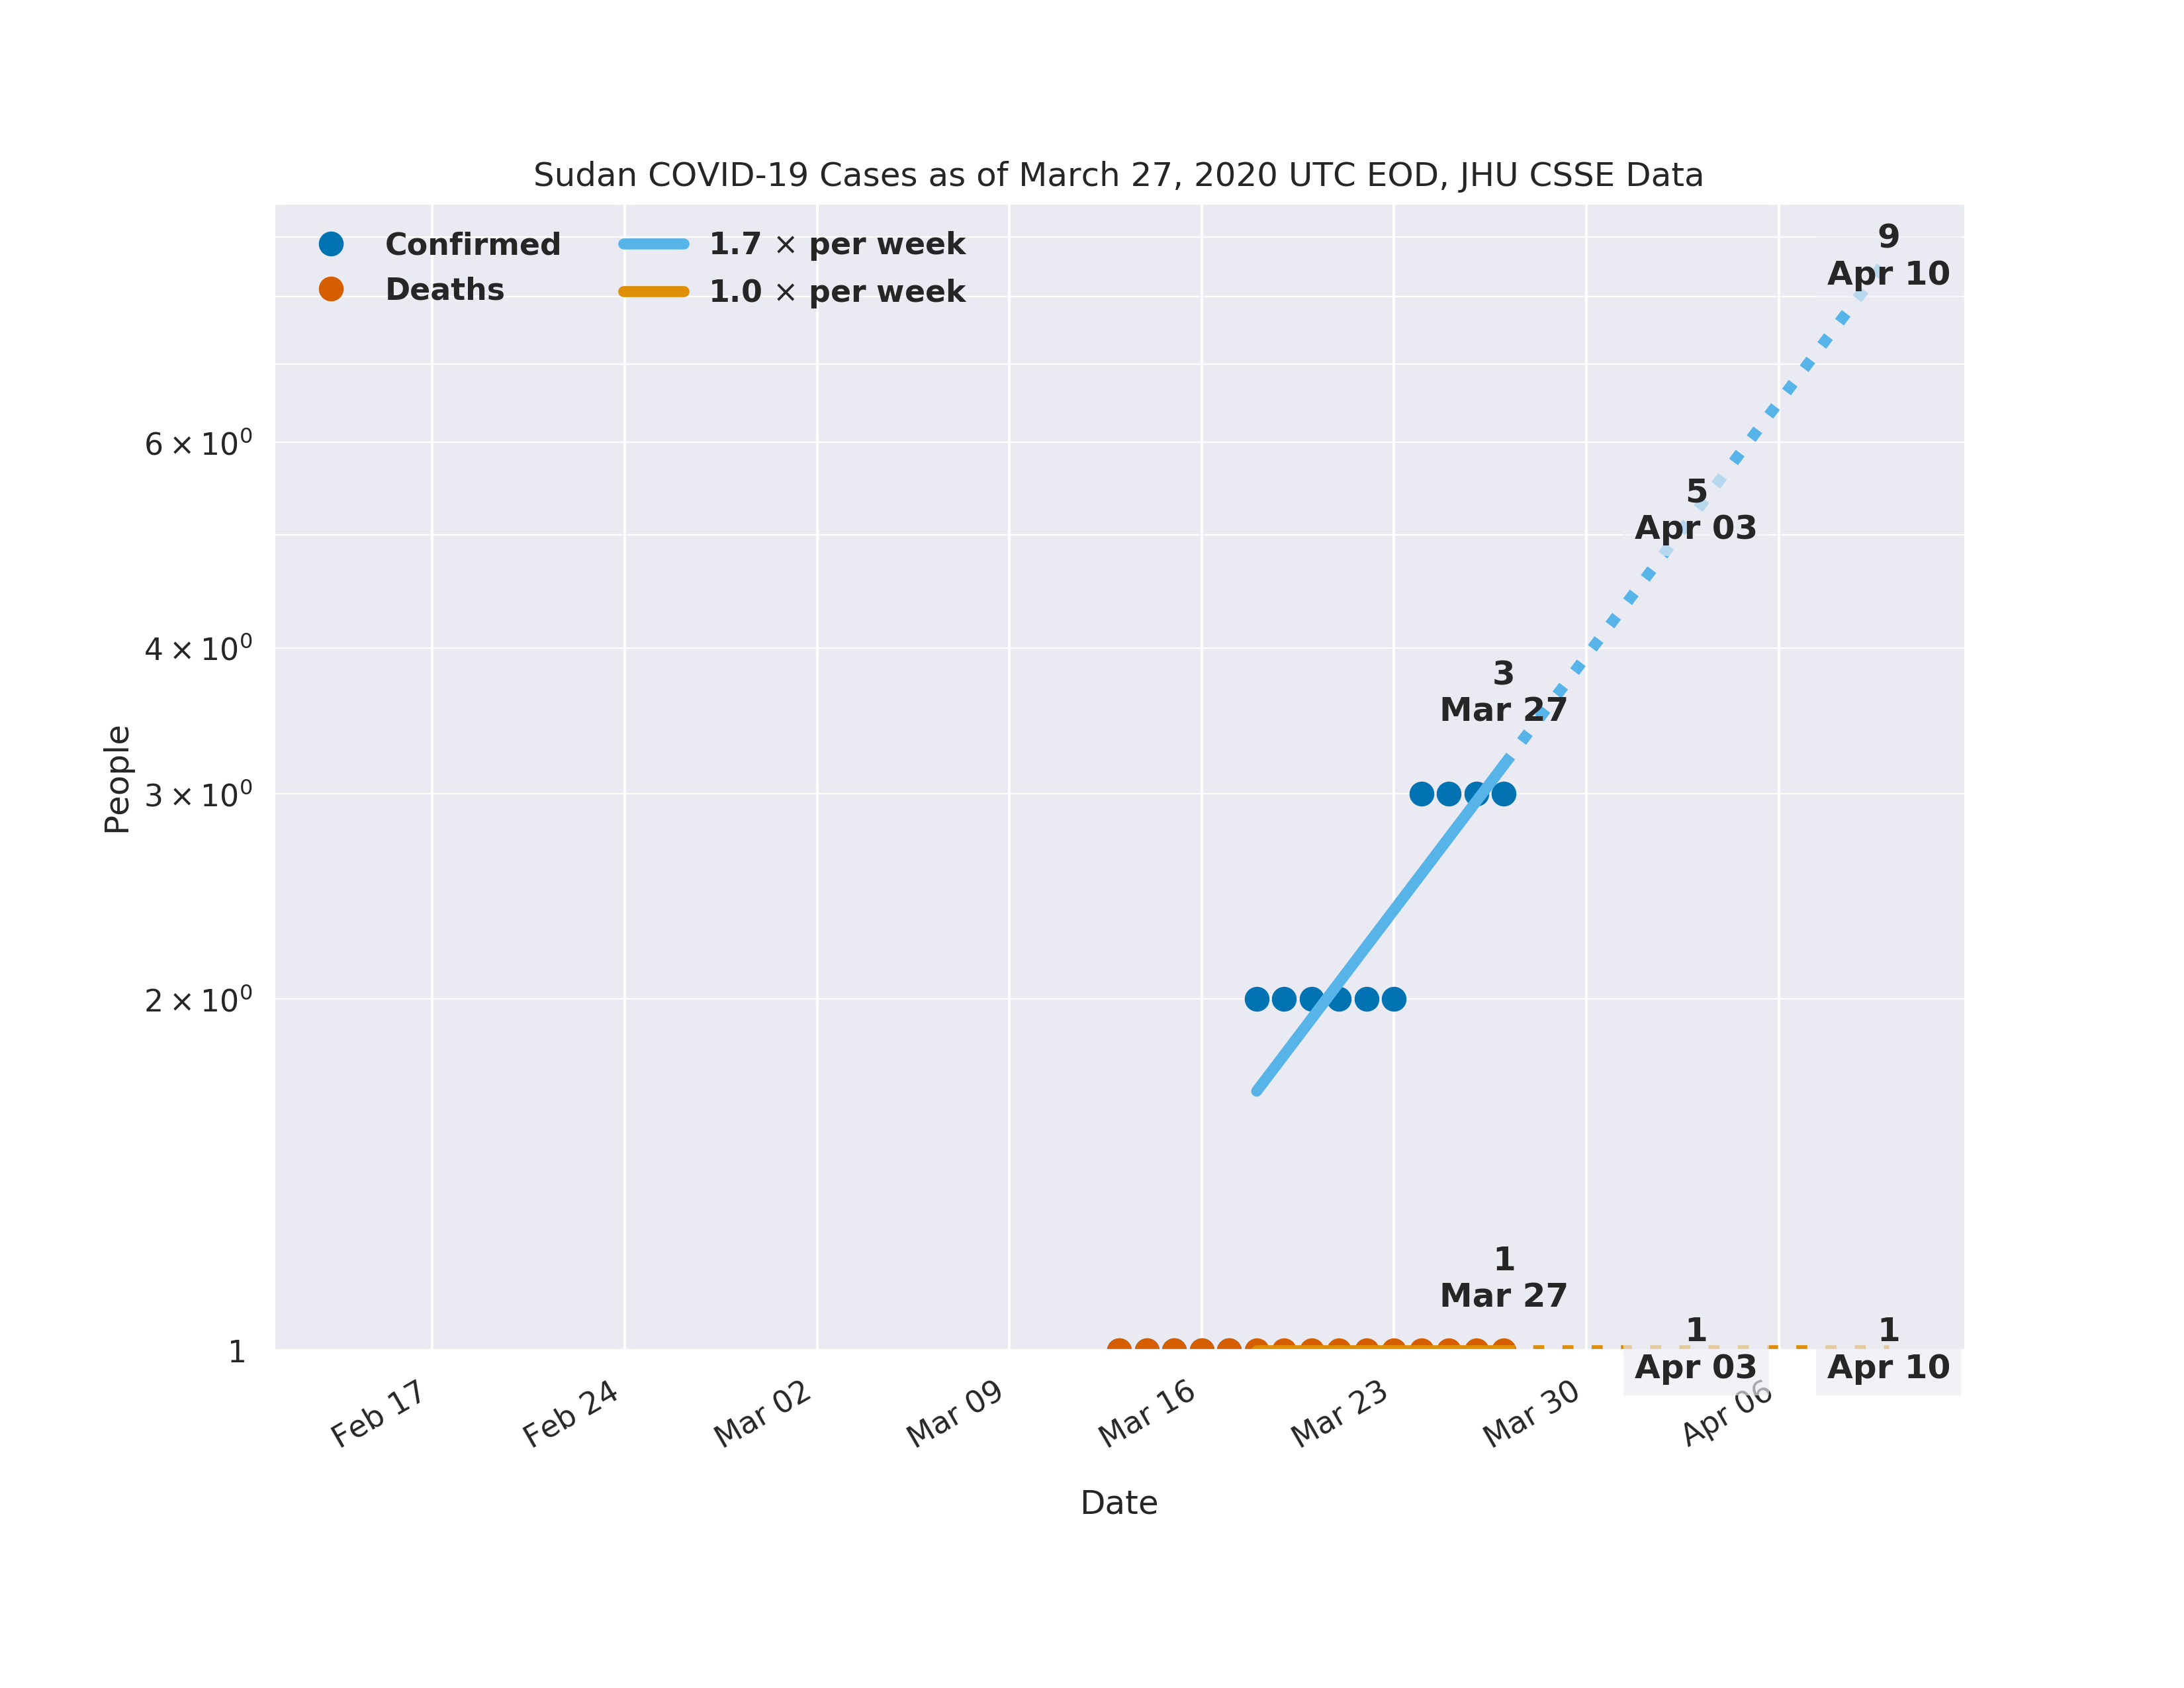 Sudan COVID-19 Cases as of March 27, 2020 UTC EOD, JHU CSSE Data
Confirmed
Deaths
1.7 × per week
1.0 × per week
9
Apr 10
5
Apr 03
3
Mar 27
1
Mar 27
1
Apr 03
1
Apr 10
People
6 × 10⁰
4 × 10⁰
3 × 10⁰
2 × 10⁰
1
Feb 17
Feb 24
Mar 02
Mar 09
Mar 16
Mar 23
Mar 30
Apr 06
Date